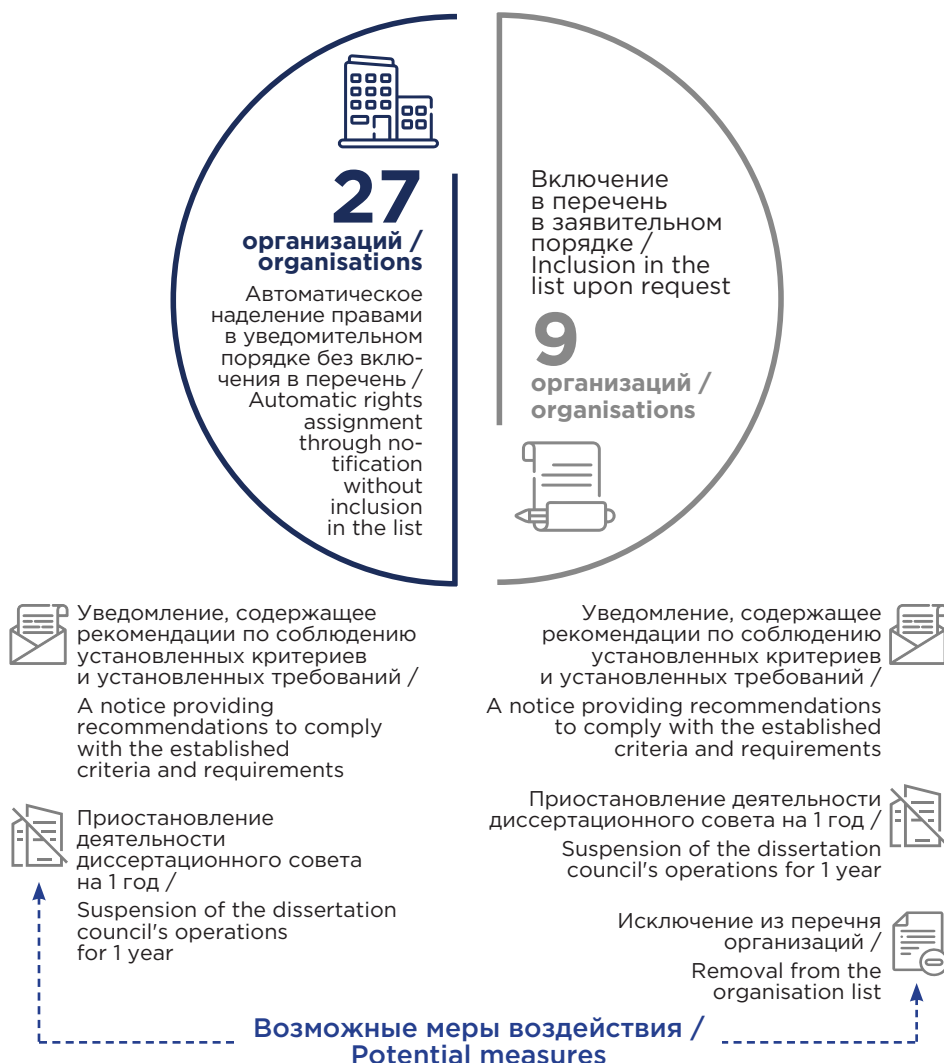 27
организаций /
organisations
Автоматическое
наделение правами
в уведомительном
порядке без вклю-
чения в перечень /
Automatic rights
assignment
through no-
tification
without
inclusion
in the list
Включение
в перечень
в заявительном
порядке /
Inclusion in the
list upon request
9
организаций /
organisations
Уведомление, содержащее
рекомендации по соблюдению
установленных критериев
и установленных требований /
A notice providing
recommendations to comply
with the established
criteria and requirements
Приостановление
деятельности
диссертационного совета
на 1 год /
Suspension of the dissertation
council's operations
for 1 year
Уведомление, содержащее
рекомендации по соблюдению
установленных критериев
и установленных требований /
A notice providing recommendations
to comply with the established
criteria and requirements
Приостановление деятельности
диссертационного совета на 1 год /
Suspension of the dissertation
council's operations for 1 year
Исключение из перечня
организаций /
Removal from the
organisation list
Возможные меры воздействия /
Potential measures